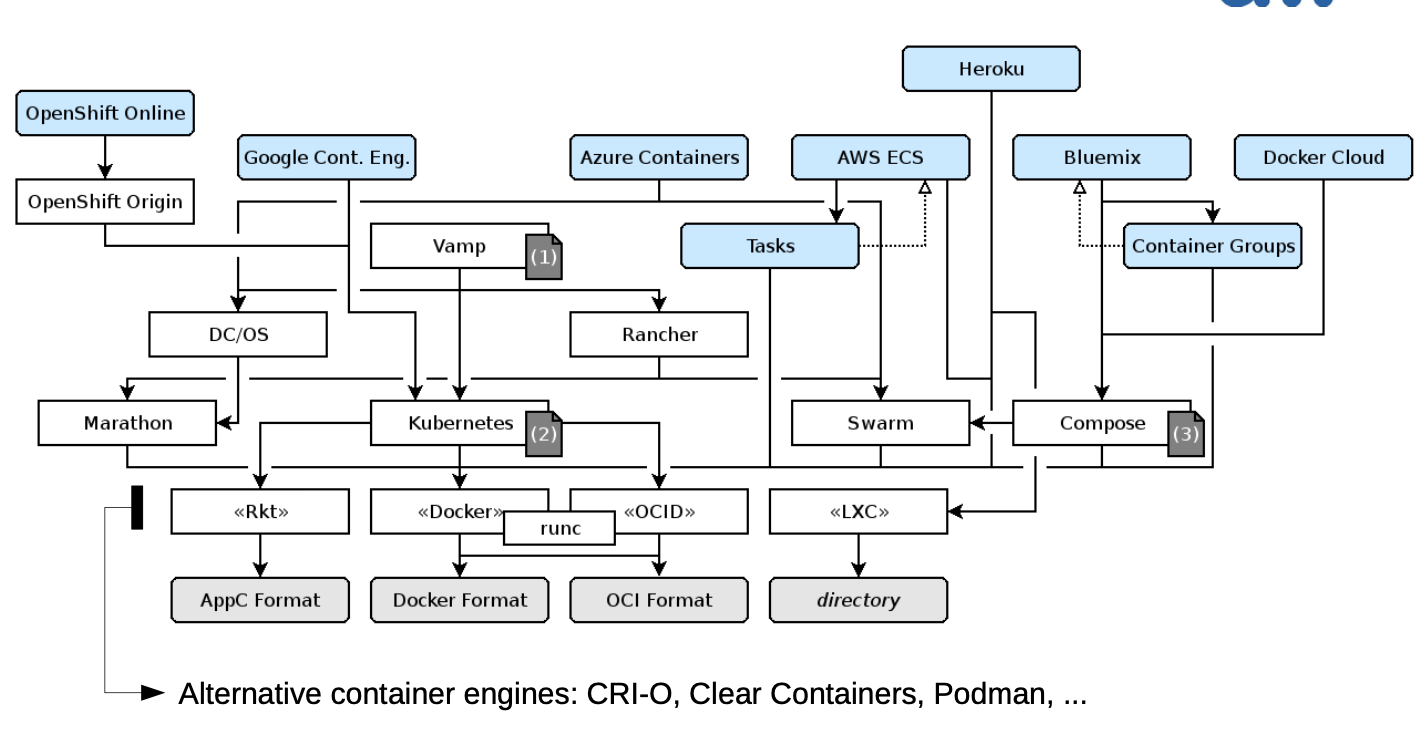 Heroku
OpenShift Online
Google Cont. Eng.
Azure Containers
AWS ECS
Bluemix
Docker Cloud
OpenShift Origin
Vamp
(1)
Tasks
Container Groups
DC/OS
Rancher
Marathon
Kubernetes
(2)
Swarm
Compose
(3)
«Rkt»
«Docker»
runc
«OCID»
«LXC»
AppC Format
Docker Format
OCI Format
directory
Alternative container engines: CRI-O, Clear Containers, Podman, ...